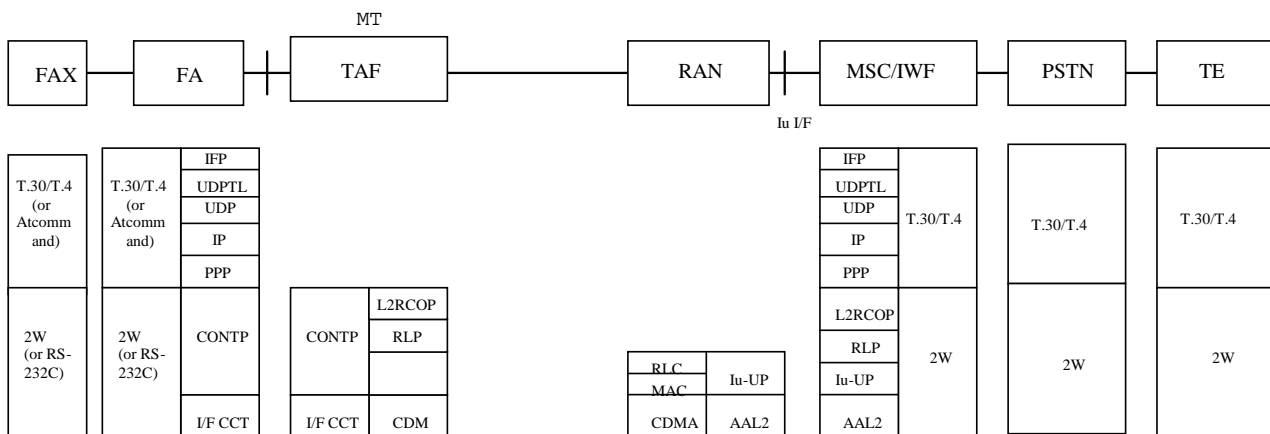 MT
FAX
FA
TAF
RAN
MSC/IWF
PSTN
TE
Iu I/F
T.30/T.4
(or
Atcomm
and)
2W
(or RS-
232C)
T.30/T.4
(or
Atcomm
and)
2W
(or RS-
232C)
IFP
UDPTL
UDP
IP
PPP
CONTP
I/F CCT
CONTP
I/F CCT
L2RCOP
RLP
CDM
RLC
MAC
CDMA
Iu-UP
AAL2
IFP
UDPTL
UDP
IP
PPP
L2RCOP
RLP
Iu-UP
AAL2
T.30/T.4
2W
T.30/T.4
2W
T.30/T.4
2W